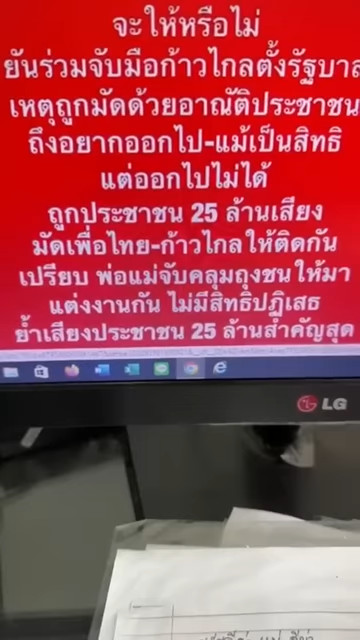 จะให้หรือไม่
ยันร่วมจับมือก้าวไกลตั้งรัฐบาล
เหตุถูกมัดด้วยอาณัติประชาชน
ถึงอยากออกไป-แม้เป็นสิทธิ
แต่ออกไปไม่ได้
ถูกประชาชน 25 ล้านเสียง
มัดเพื่อไทย-ก้าวไกลให้ติดกัน
เปรียบ พ่อแม่จับคลุมถุงชนให้มา
แต่งงานกัน ไม่มีสิทธิปฏิเสธ
ย้ำเสียงประชาชน 25 ล้านสำคัญสุด
LG